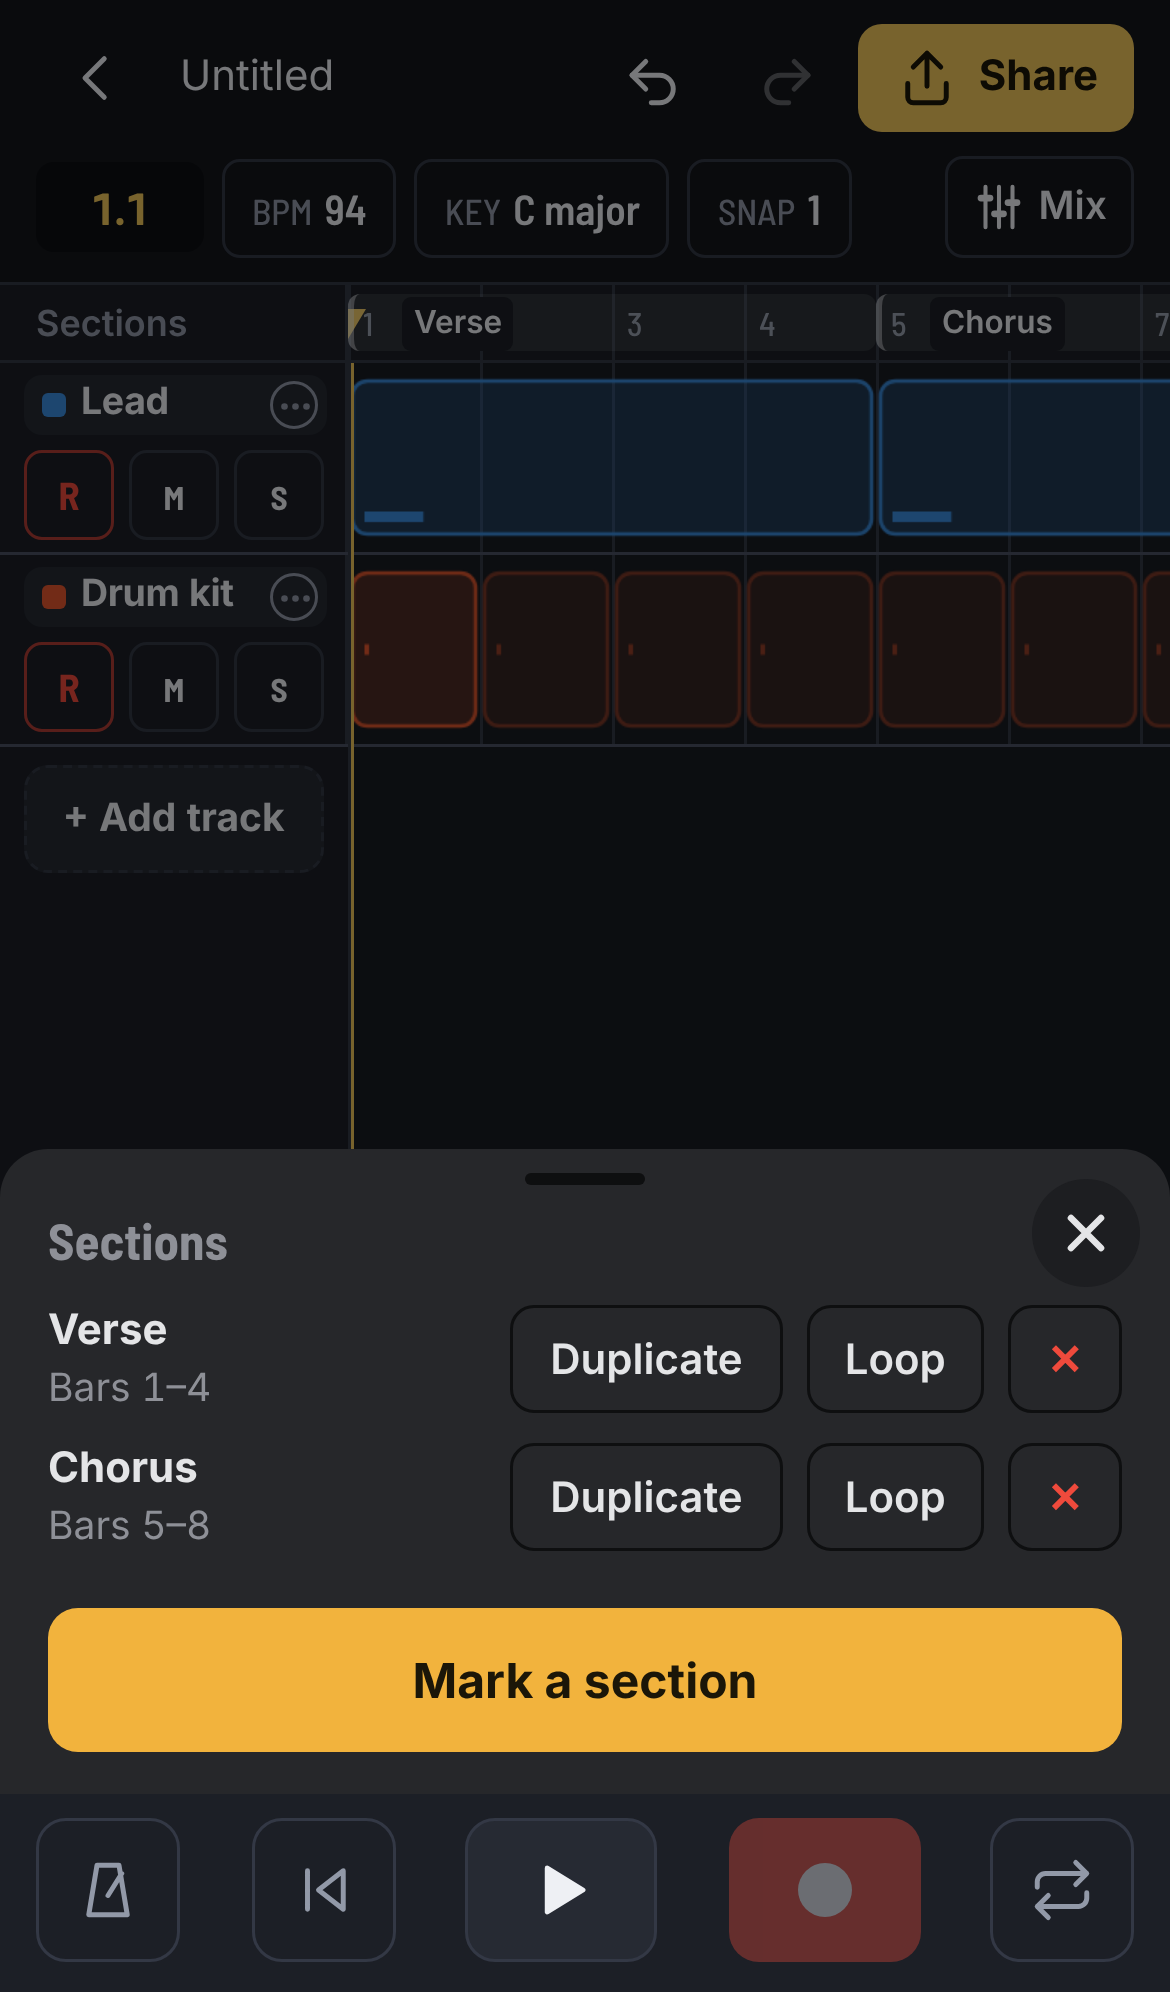 Untitled
Share
1.1
BPM 94
KEY C major
SNAP 1
Mix
Sections
1 Verse 3 4 5 Chorus 7
Lead
R M S
Drum kit
R M S
+ Add track
Sections
Verse
Bars 1–4
Duplicate
Loop
Chorus
Bars 5–8
Duplicate
Loop
Mark a section